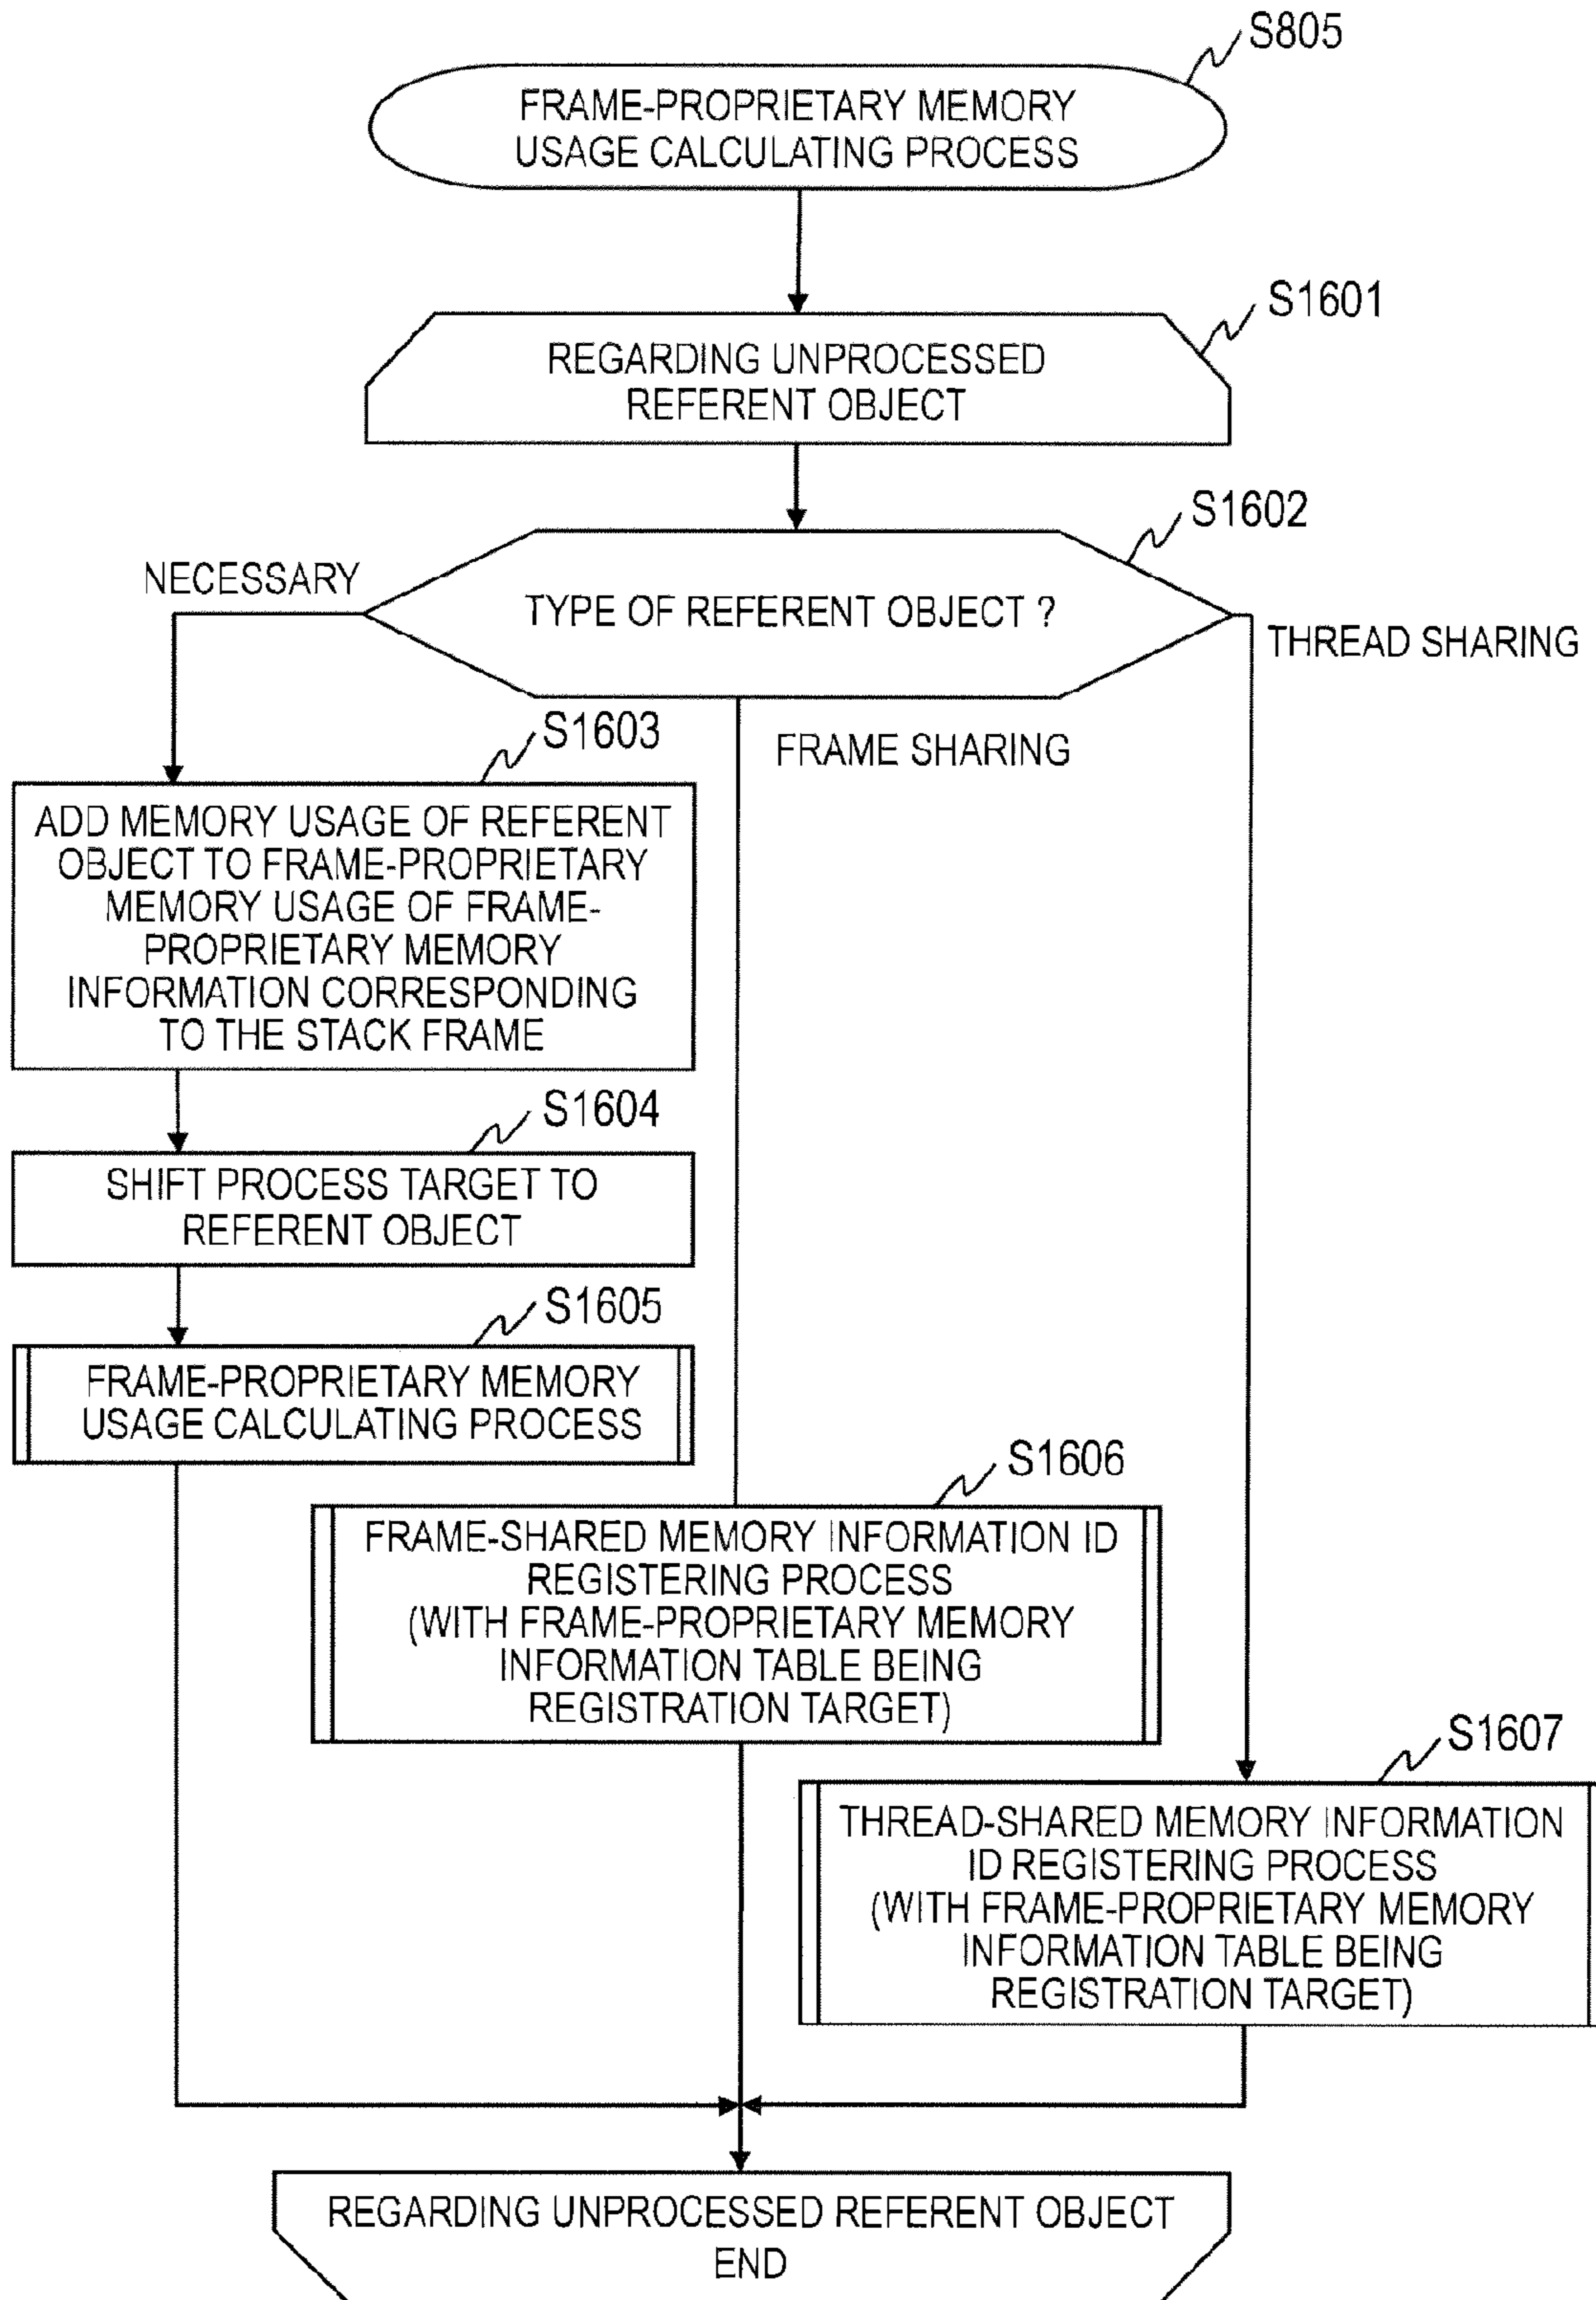 S805
FRAME-PROPRIETARY MEMORY
USAGE CALCULATING PROCESS
S1601
REGARDING UNPROCESSED
REFERENT OBJECT
S1602
NECESSARY
TYPE OF REFERENT OBJECT ?
THREAD SHARING
FRAME SHARING
S1603
ADD MEMORY USAGE OF REFERENT
OBJECT TO FRAME-PROPRIETARY
MEMORY USAGE OF FRAME-
PROPRIETARY MEMORY
INFORMATION CORRESPONDING
TO THE STACK FRAME
S1604
SHIFT PROCESS TARGET TO
REFERENT OBJECT
S1605
FRAME-PROPRIETARY MEMORY
USAGE CALCULATING PROCESS
S1606
FRAME-SHARED MEMORY INFORMATION ID
REGISTERING PROCESS
(WITH FRAME-PROPRIETARY MEMORY
INFORMATION TABLE BEING
REGISTRATION TARGET)
S1607
THREAD-SHARED MEMORY INFORMATION
ID REGISTERING PROCESS
(WITH FRAME-PROPRIETARY MEMORY
INFORMATION TABLE BEING
REGISTRATION TARGET)
REGARDING UNPROCESSED REFERENT OBJECT
END